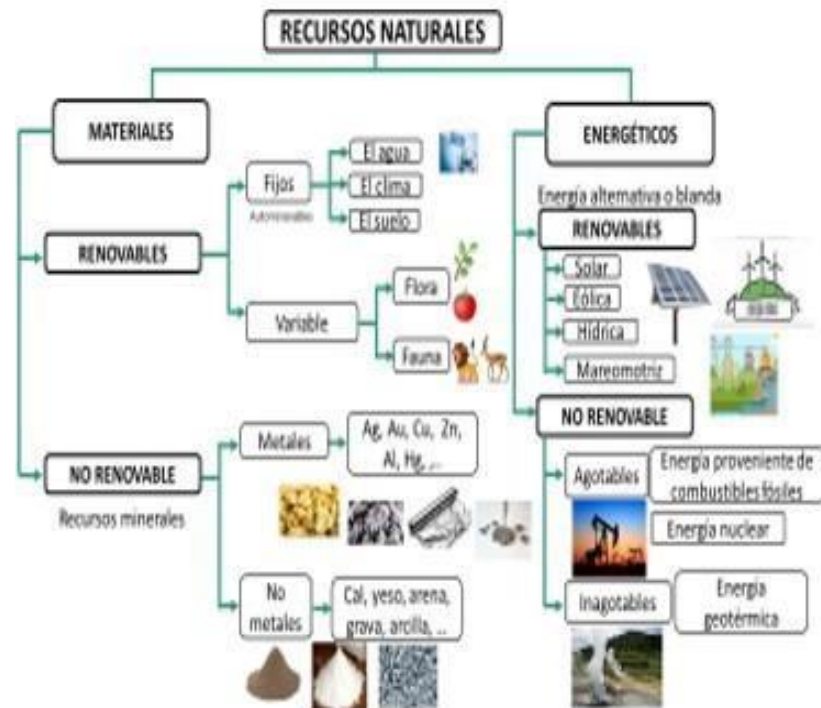 RECURSOS NATURALES
MATERIALES
RENOVABLES
Fijos
El agua
El clima
El suelo
Variable
Flora
Fauna
NO RENOVABLE
Recursos minerales
Metales
Ag, Au, Cu, Zn,
Al, Hg, ...
No
metales
Cal, yeso, arena,
grava, arcilla, ...
ENERGÉTICOS
Energía alternativa o blanda
RENOVABLES
Solar
Eólica
Hídrica
Mareomotriz
NO RENOVABLE
Agotables
Energía proveniente de
combustibles fósiles
Energía nuclear
Inagotables
Energía
geotérmica